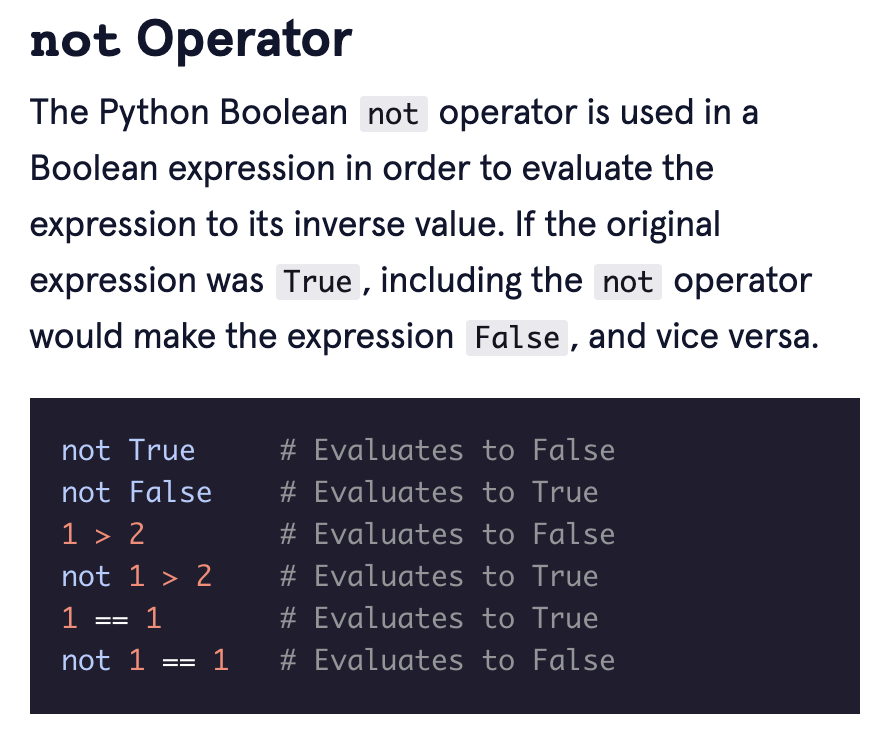 not Operator
The Python Boolean not operator is used in a
Boolean expression in order to evaluate the
expression to its inverse value. If the original
expression was True, including the not operator
would make the expression False, and vice versa.
not True     # Evaluates to False
not False    # Evaluates to True
1 > 2        # Evaluates to False
not 1 > 2    # Evaluates to True
1 == 1       # Evaluates to True
not 1 == 1   # Evaluates to False